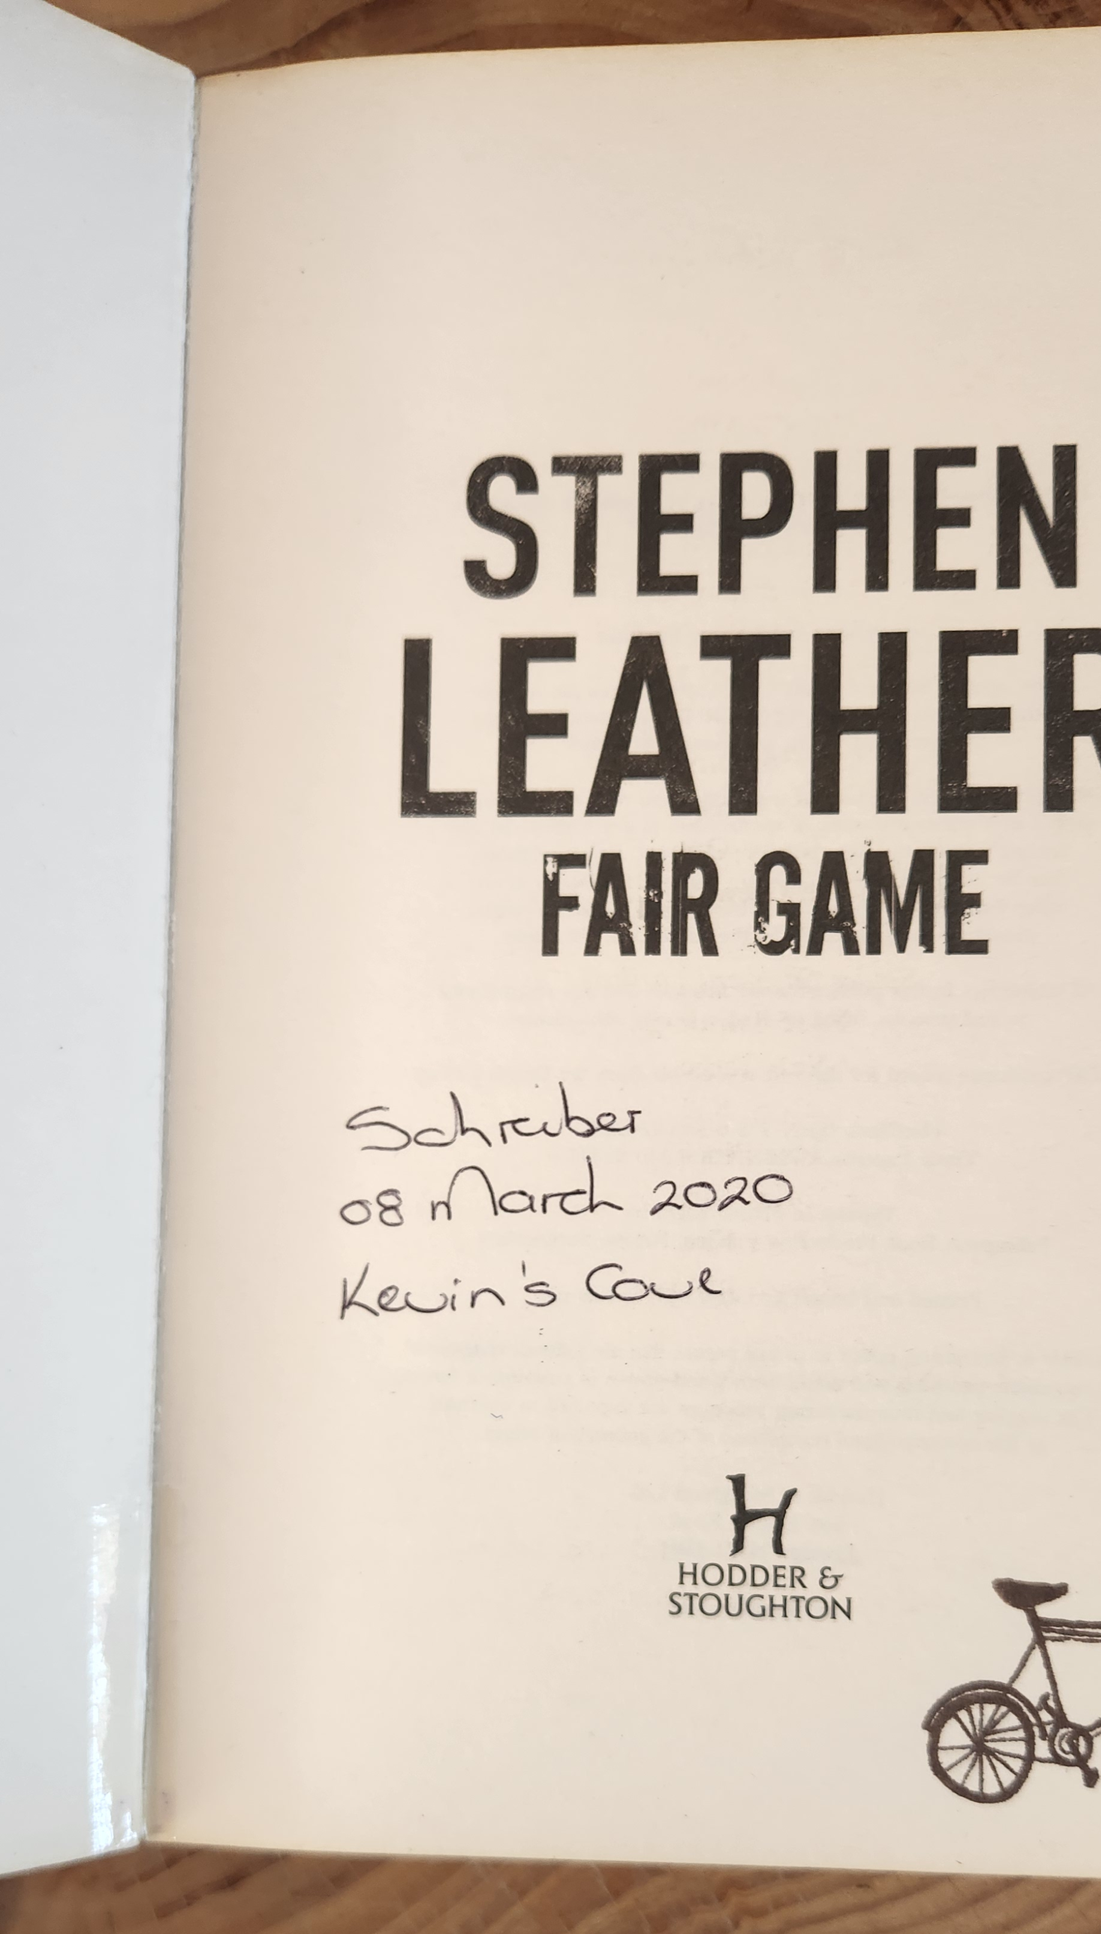 STEPHEN
LEATHER
FAIR GAME
Schreiber
08 March 2020
Kevin's Cove
H
HODDER &
STOUGHTON